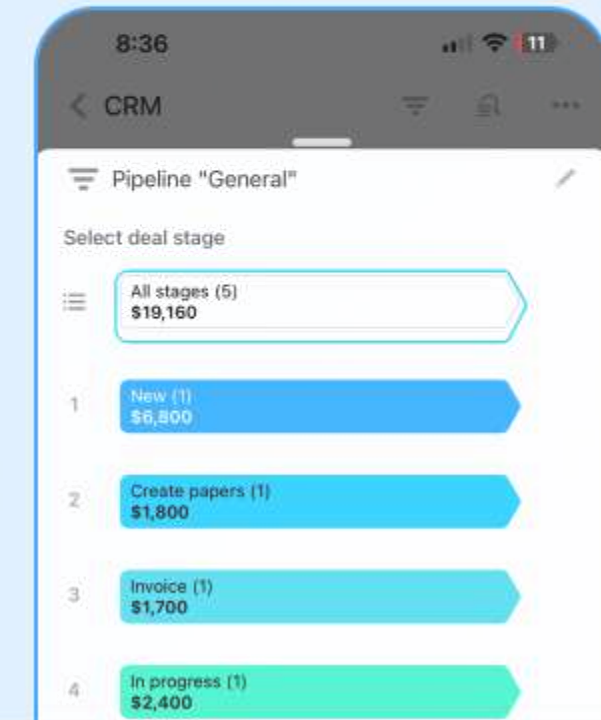 8:36
11
CRM
Pipeline "General"
Select deal stage
All stages (5)
$19,160
1
New (1)
$6,800
2
Create papers (1)
$1,800
3
Invoice (1)
$1,700
4
In progress (1)
$2,400